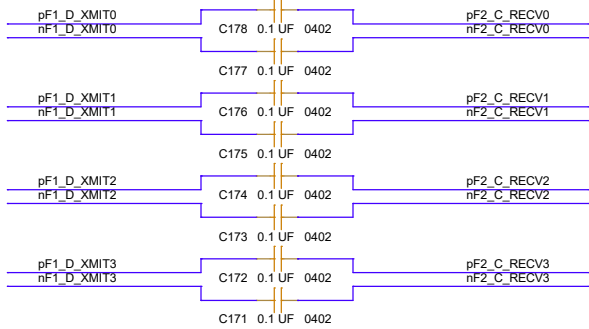 pF1_D_XMIT0 pF2_C_RECV0
nF1_D_XMIT0 C178 0.1 UF 0402 nF2_C_RECV0
C177 0.1 UF 0402
pF1_D_XMIT1 pF2_C_RECV1
nF1_D_XMIT1 C176 0.1 UF 0402 nF2_C_RECV1
C175 0.1 UF 0402
pF1_D_XMIT2 pF2_C_RECV2
nF1_D_XMIT2 C174 0.1 UF 0402 nF2_C_RECV2
C173 0.1 UF 0402
pF1_D_XMIT3 pF2_C_RECV3
nF1_D_XMIT3 C172 0.1 UF 0402 nF2_C_RECV3
C171 0.1 UF 0402